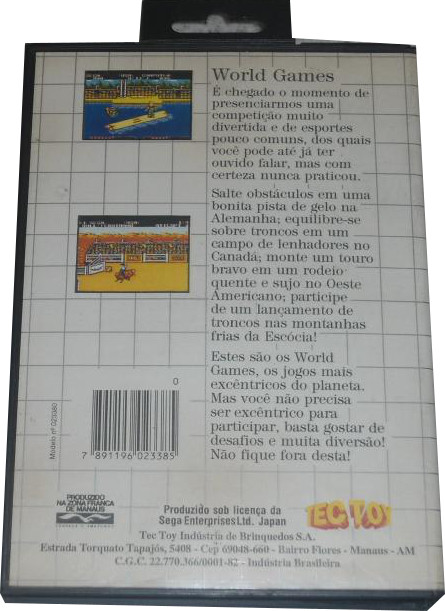 World Games
É chegado o momento de
presenciarmos uma
competição muito
divertida e de esportes
pouco comuns, dos quais
você pode até já ter
ouvido falar, mas com
certeza nunca praticou.
Salte obstáculos em uma
bonita pista de gelo na
Alemanha; equilibre-se
sobre troncos em um
campo de lenhadores no
Canadá; monte um touro
bravo em um rodeio
quente e sujo no Oeste
Americano; participe
de um lançamento de
troncos nas montanhas
frias da Escócia!
Estes são os World
Games, os jogos mais
excêntricos do planeta.
Mas você não precisa
ser excêntrico para
participar, basta gostar de
desafios e muita diversão!
Não fique fora desta!
0
7 891196 023385
Modelo nº 023380
PRODUZIDO
NA ZONA FRANCA
DE MANAUS
Produzido sob licença da
Sega Enterprises Ltd. Japan
TEC TOY
Tec Toy Indústria de Brinquedos S.A.
Estrada Torquato Tapajós, 5408 - Cep 69048-660 - Bairro Flores - Manaus - AM
C.G.C. 22.770.366/0001-82 - Indústria Brasileira